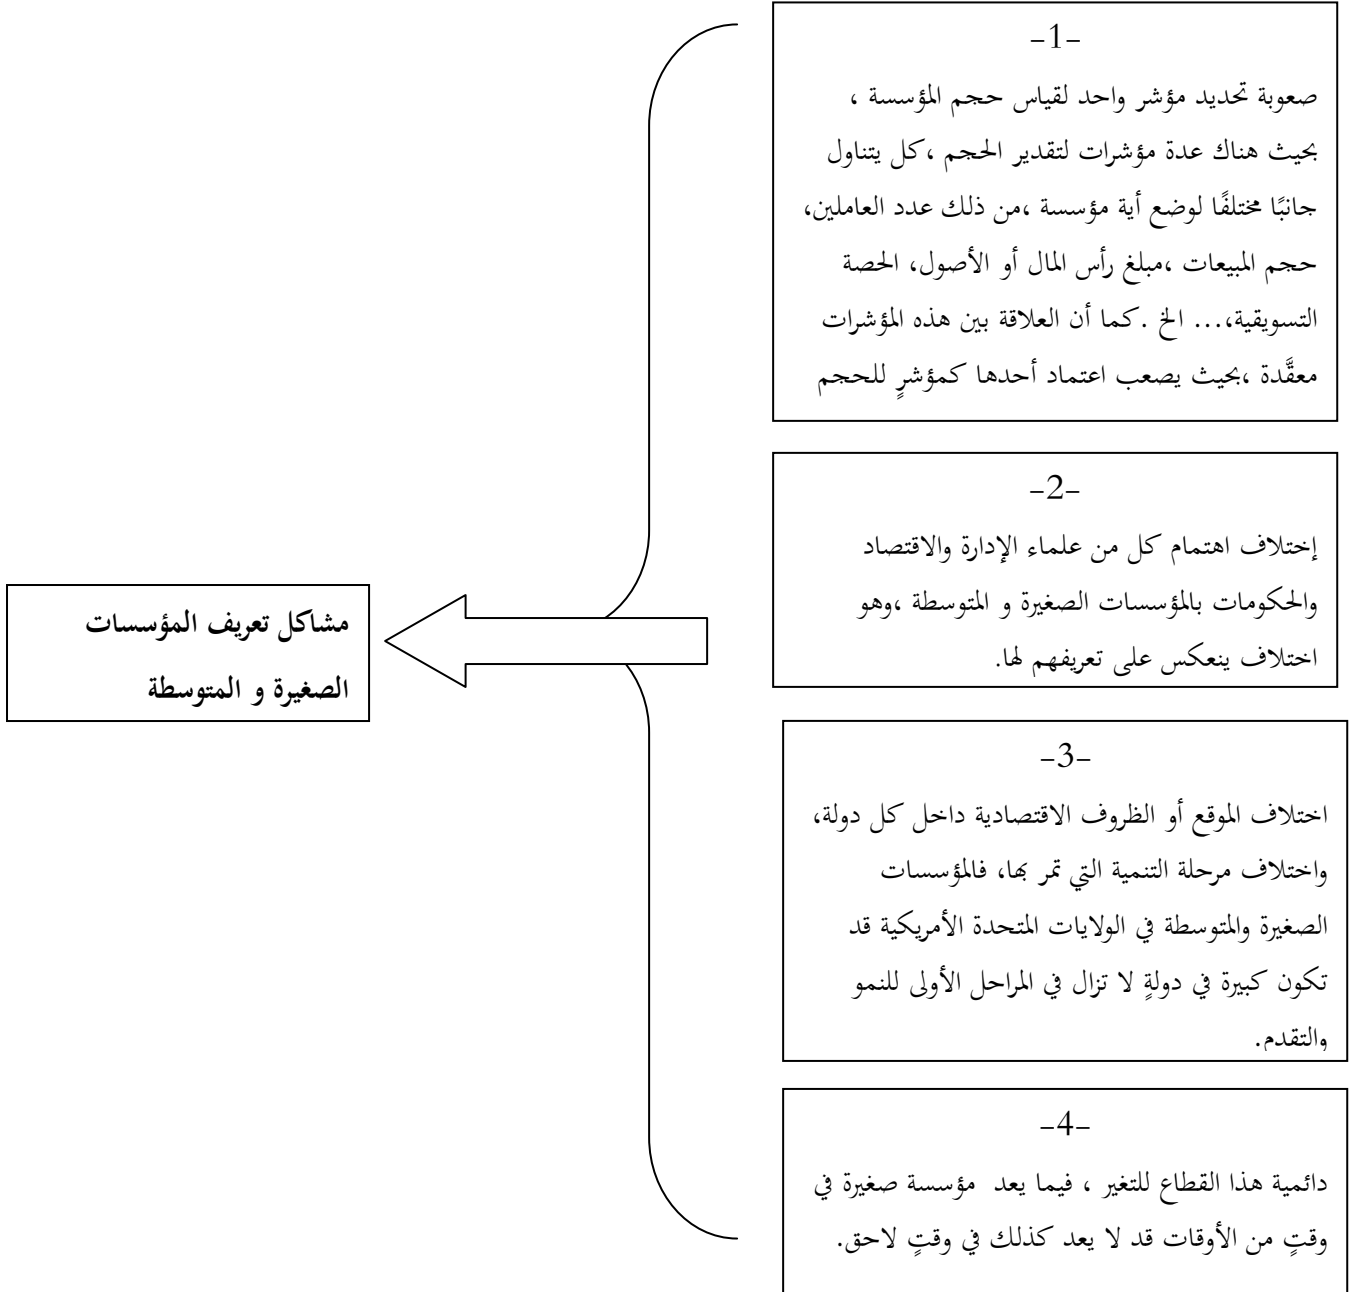 -1-
صعوبة تحديد مؤشر واحد لقياس حجم المؤسسة ،
بحيث هناك عدة مؤشرات لتقدير الحجم ،كل يتناول
جانبًا مختلفًا لوضع أية مؤسسة ،من ذلك عدد العاملين،
حجم المبيعات ،مبلغ رأس المال أو الأصول، الحصة
التسويقية،... الخ .كما أن العلاقة بين هذه المؤشرات
معقَّدة ،بحيث يصعب اعتماد أحدها كمؤشرٍ للحجم
-2-
إختلاف اهتمام كل من علماء الإدارة والاقتصاد
والحكومات بالمؤسسات الصغيرة و المتوسطة ،وهو
اختلاف ينعكس على تعريفهم لها.
-3-
اختلاف الموقع أو الظروف الاقتصادية داخل كل دولة،
واختلاف مرحلة التنمية التي تمر بها، فالمؤسسات
الصغيرة والمتوسطة في الولايات المتحدة الأمريكية قد
تكون كبيرة في دولةٍ لا تزال في المراحل الأولى للنمو
والتقدم.
-4-
دائمية هذا القطاع للتغير ، فيما يعد مؤسسة صغيرة في
وقتٍ من الأوقات قد لا يعد كذلك في وقتٍ لاحق.
مشاكل تعريف المؤسسات
الصغيرة و المتوسطة